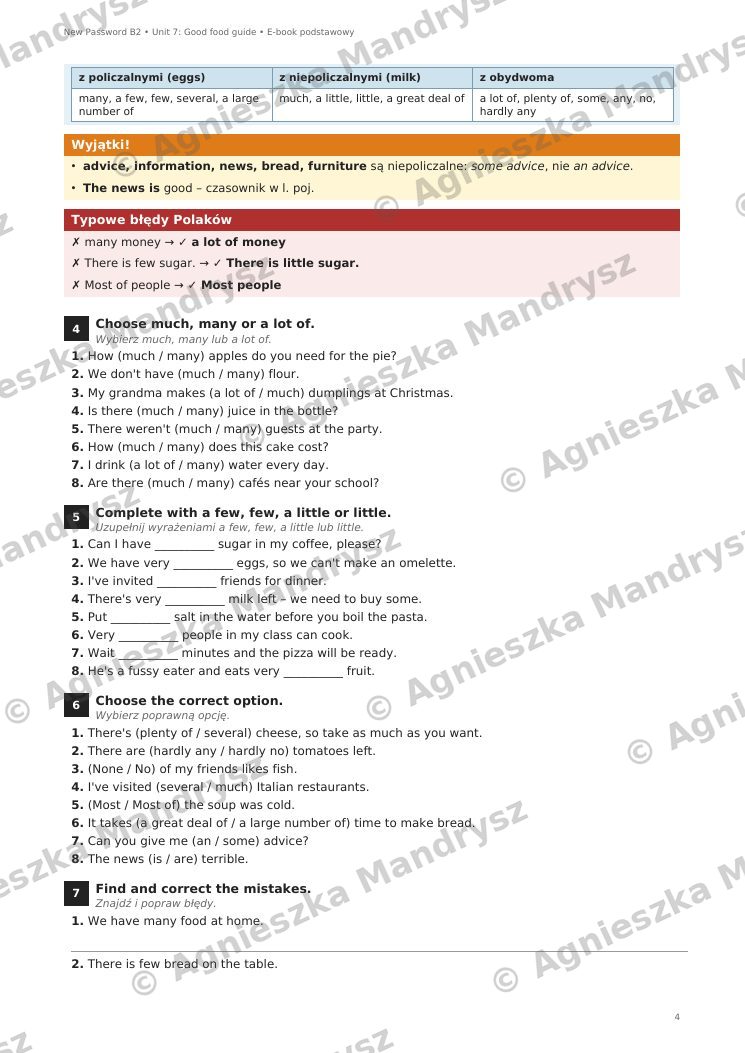 New Password B2 • Unit 7: Good food guide • E-book podstawowy
z policzalnymi (eggs) z niepoliczalnymi (milk) z obydwoma
many, a few, few, several, a large number of much, a little, little, a great deal of a lot of, plenty of, some, any, no, hardly any
Wyjątki!
• advice, information, news, bread, furniture są niepoliczalne: some advice, nie an advice.
• The news is good – czasownik w l. poj.
Typowe błędy Polaków
✗ many money → ✓ a lot of money
✗ There is few sugar. → ✓ There is little sugar.
✗ Most of people → ✓ Most people
4 Choose much, many or a lot of.
Wybierz much, many lub a lot of.
1. How (much / many) apples do you need for the pie?
2. We don't have (much / many) flour.
3. My grandma makes (a lot of / much) dumplings at Christmas.
4. Is there (much / many) juice in the bottle?
5. There weren't (much / many) guests at the party.
6. How (much / many) does this cake cost?
7. I drink (a lot of / many) water every day.
8. Are there (much / many) cafés near your school?
5 Complete with a few, few, a little or little.
Uzupełnij wyrażeniami a few, few, a little lub little.
1. Can I have __________ sugar in my coffee, please?
2. We have very __________ eggs, so we can't make an omelette.
3. I've invited __________ friends for dinner.
4. There's very __________ milk left – we need to buy some.
5. Put __________ salt in the water before you boil the pasta.
6. Very __________ people in my class can cook.
7. Wait __________ minutes and the pizza will be ready.
8. He's a fussy eater and eats very __________ fruit.
6 Choose the correct option.
Wybierz poprawną opcję.
1. There's (plenty of / several) cheese, so take as much as you want.
2. There are (hardly any / hardly no) tomatoes left.
3. (None / No) of my friends likes fish.
4. I've visited (several / much) Italian restaurants.
5. (Most / Most of) the soup was cold.
6. It takes (a great deal of / a large number of) time to make bread.
7. Can you give me (an / some) advice?
8. The news (is / are) terrible.
7 Find and correct the mistakes.
Znajdź i popraw błędy.
1. We have many food at home.
2. There is few bread on the table.
4
© Agnieszka Mandrysz